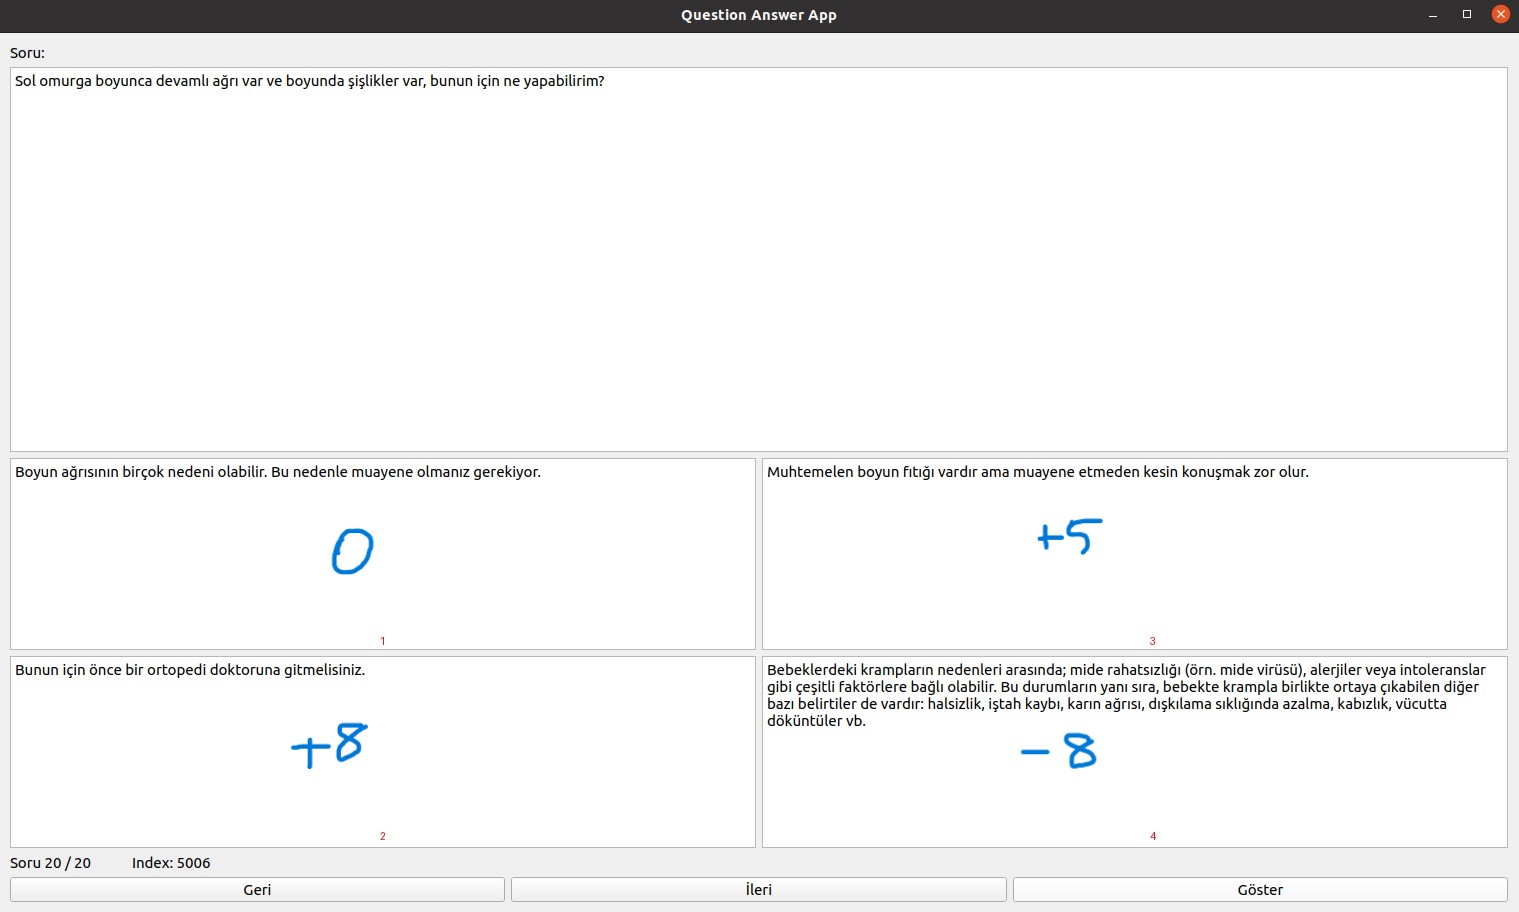 Question Answer App
Soru:
Sol omurga boyunca devamlı ağrı var ve boyunda şişlikler var, bunun için ne yapabilirim?
Boyun ağrısının birçok nedeni olabilir. Bu nedenle muayene olmanız gerekiyor.
0
1
Muhtemelen boyun fıtığı vardır ama muayene etmeden kesin konuşmak zor olur.
+5
3
Bunun için önce bir ortopedi doktoruna gitmelisiniz.
+8
2
Bebeklerdeki krampların nedenleri arasında; mide rahatsızlığı (örn. mide virüsü), alerjiler veya intoleranslar
gibi çeşitli faktörlere bağlı olabilir. Bu durumların yanı sıra, bebekte krampla birlikte ortaya çıkabilen diğer
bazı belirtiler de vardır: halsizlik, iştah kaybı, karın ağrısı, dışkılama sıklığında azalma, kabızlık, vücutta
döküntüler vb.
- 8
4
Soru 20 / 20 Index: 5006
Geri İleri Göster